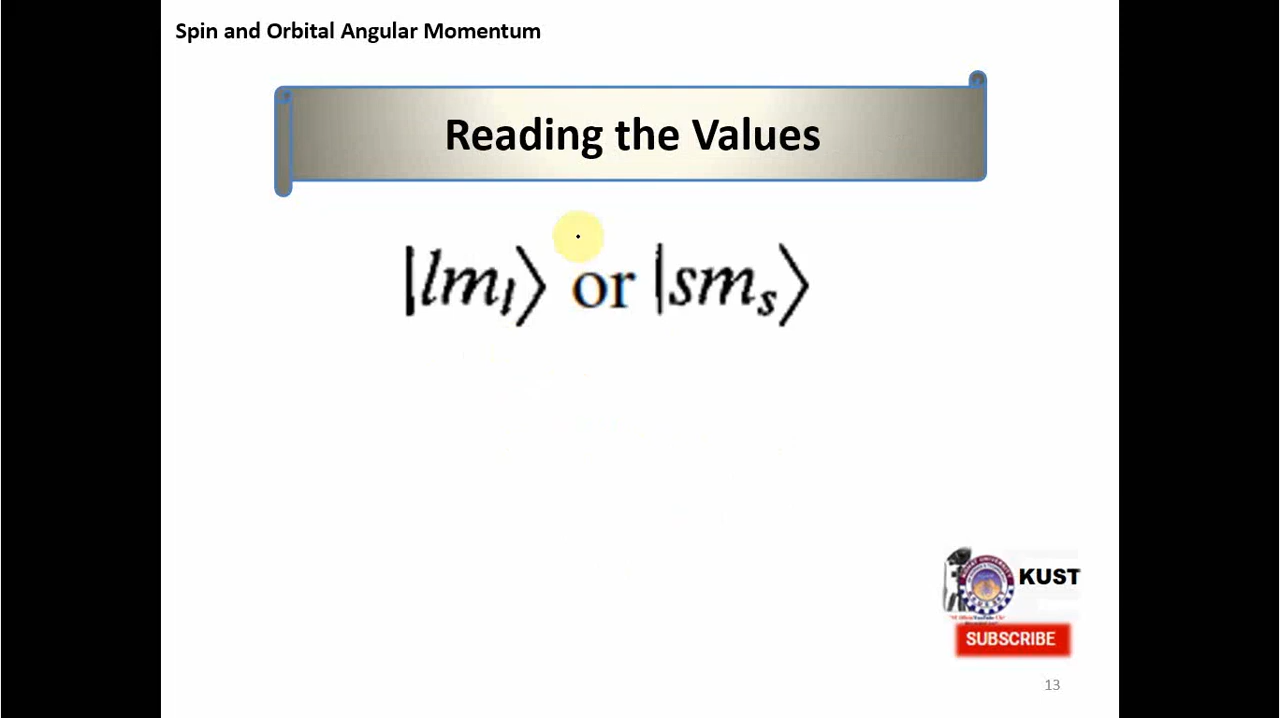 Spin and Orbital Angular Momentum
Reading the Values
|lm_l⟩ or |sm_s⟩
KUST
SUBSCRIBE
13